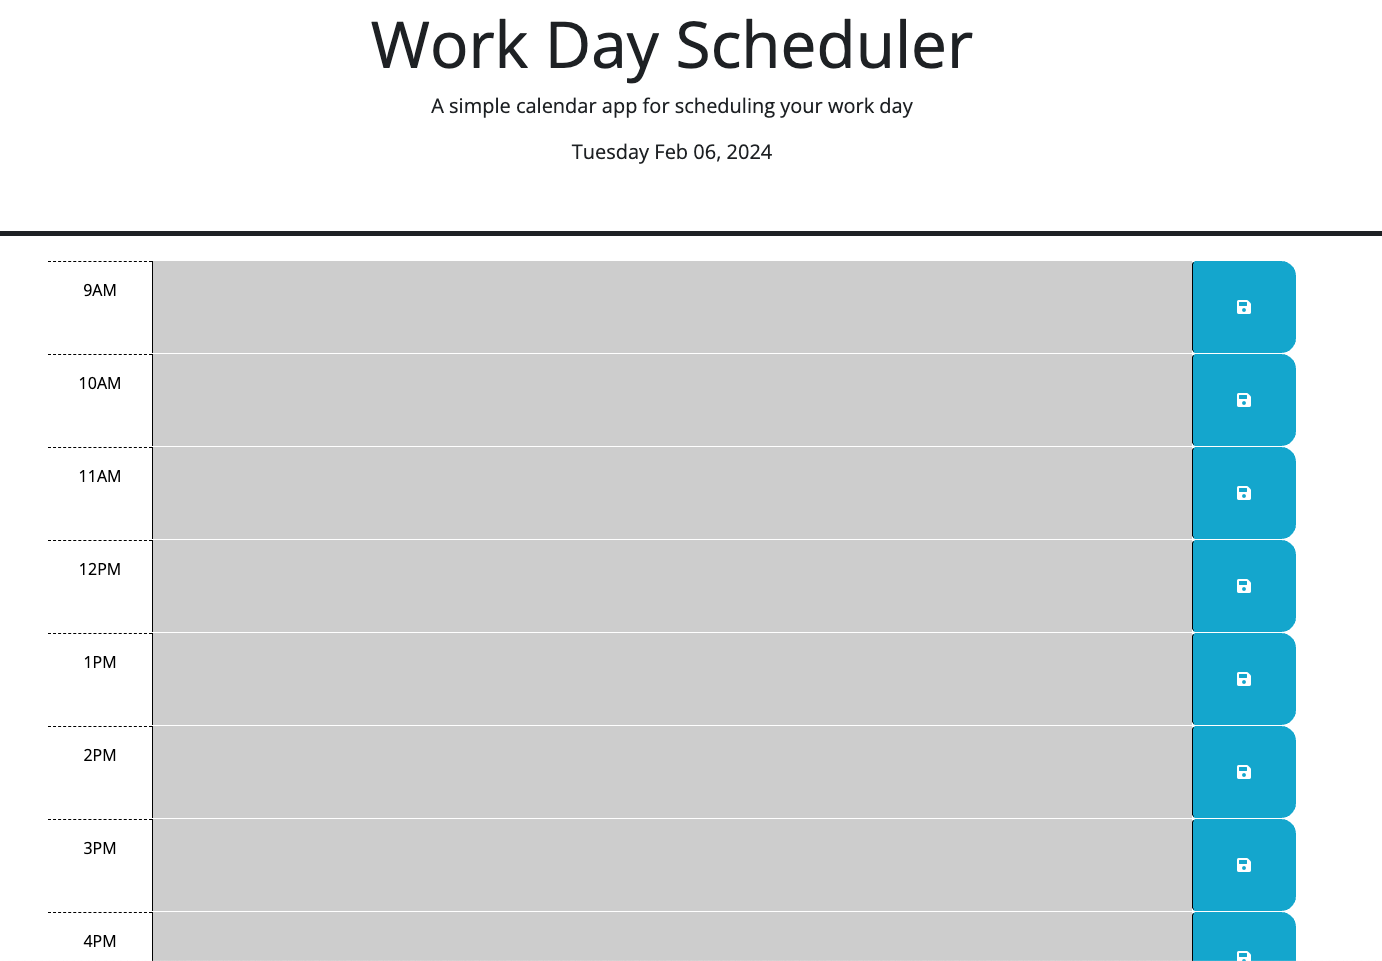 Work Day Scheduler
A simple calendar app for scheduling your work day
Tuesday Feb 06, 2024
9AM
10AM
11AM
12PM
1PM
2PM
3PM
4PM